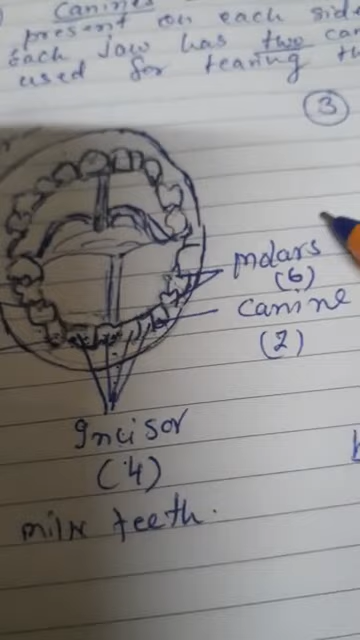 Canines
present on each side
each jaw has two can
used for tearing th
3
molars
(6)
canine
(2)
Incisor
(4)
milk teeth.